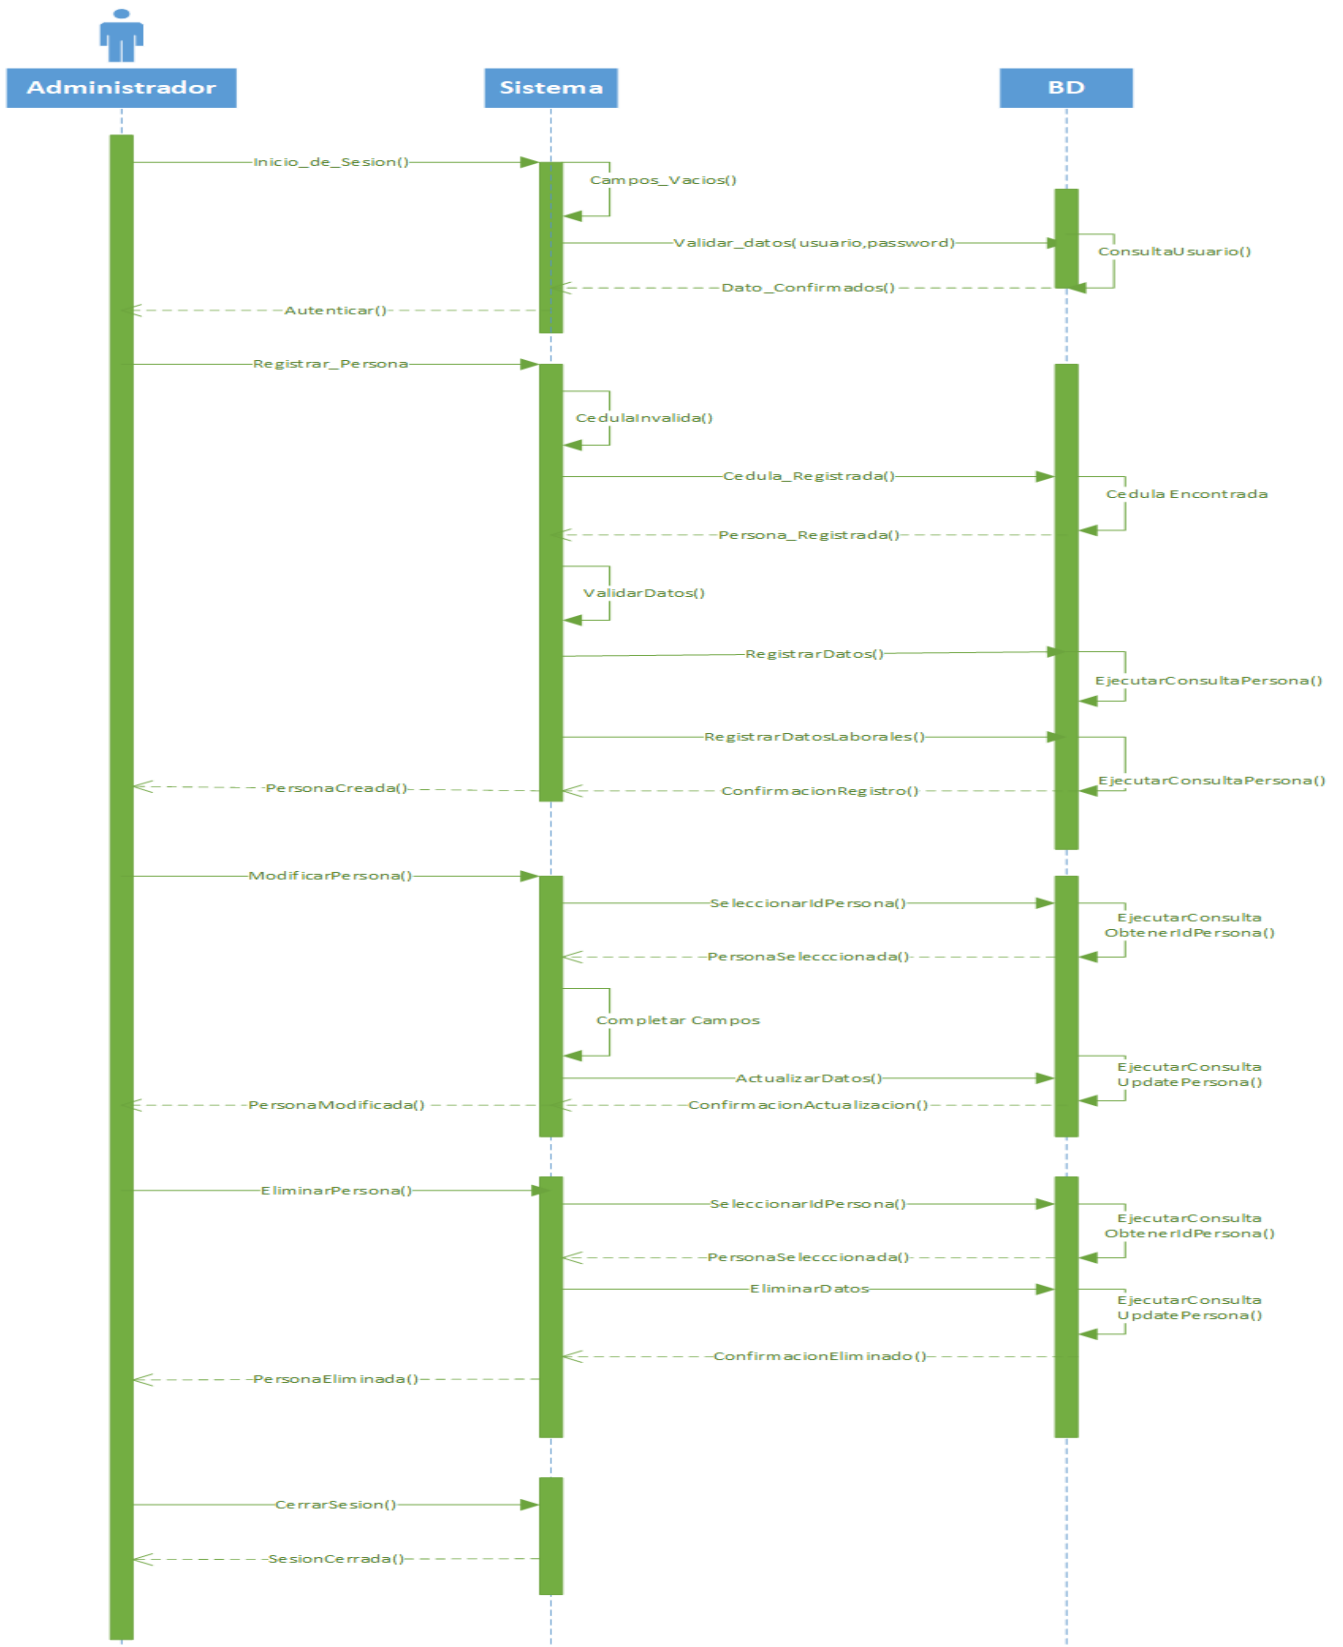 Administrador
Sistema
BD
Inicio_de_Sesion()
Campos_Vacios()
Validar_datos(usuario,password)
ConsultaUsuario()
Dato_Confirmados()
Autenticar()
Registrar_Persona
CedulaInvalida()
Cedula_Registrada()
Cedula Encontrada
Persona_Registrada()
ValidarDatos()
RegistrarDatos()
EjecutarConsultaPersona()
RegistrarDatosLaborales()
EjecutarConsultaPersona()
PersonaCreada()
ConfirmacionRegistro()
ModificarPersona()
SeleccionarIdPersona()
EjecutarConsulta
ObtenerIdPersona()
PersonaSelecccionada()
Completar Campos
EjecutarConsulta
UpdatePersona()
ActualizarDatos()
PersonaModificada()
ConfirmacionActualizacion()
EliminarPersona()
SeleccionarIdPersona()
EjecutarConsulta
ObtenerIdPersona()
PersonaSelecccionada()
EliminarDatos
EjecutarConsulta
UpdatePersona()
ConfirmacionEliminado()
PersonaEliminada()
CerrarSesion()
SesionCerrada()